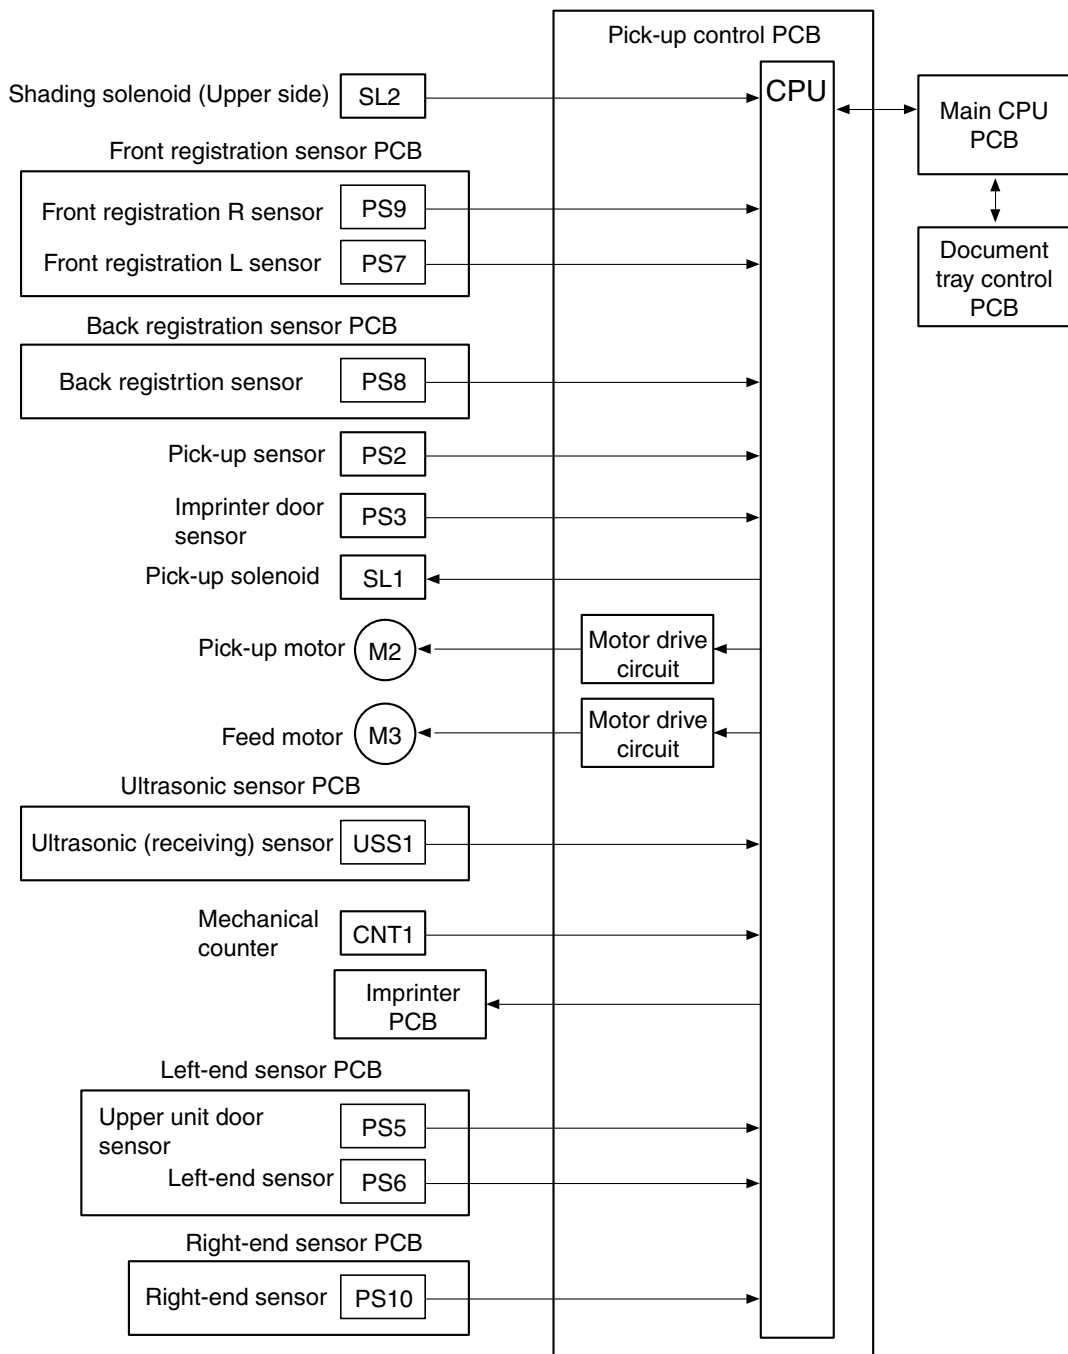 Pick-up control PCB
Shading solenoid (Upper side) SL2
CPU
Main CPU
PCB
Front registration sensor PCB
Front registration R sensor PS9
Front registration L sensor PS7
Document
tray control
PCB
Back registration sensor PCB
Back registrtion sensor PS8
Pick-up sensor PS2
Imprinter door
sensor
PS3
Pick-up solenoid SL1
Pick-up motor M2
Motor drive
circuit
Feed motor M3
Motor drive
circuit
Ultrasonic sensor PCB
Ultrasonic (receiving) sensor USS1
Mechanical
counter
CNT1
Imprinter
PCB
Left-end sensor PCB
Upper unit door
sensor
PS5
Left-end sensor PS6
Right-end sensor PCB
Right-end sensor PS10